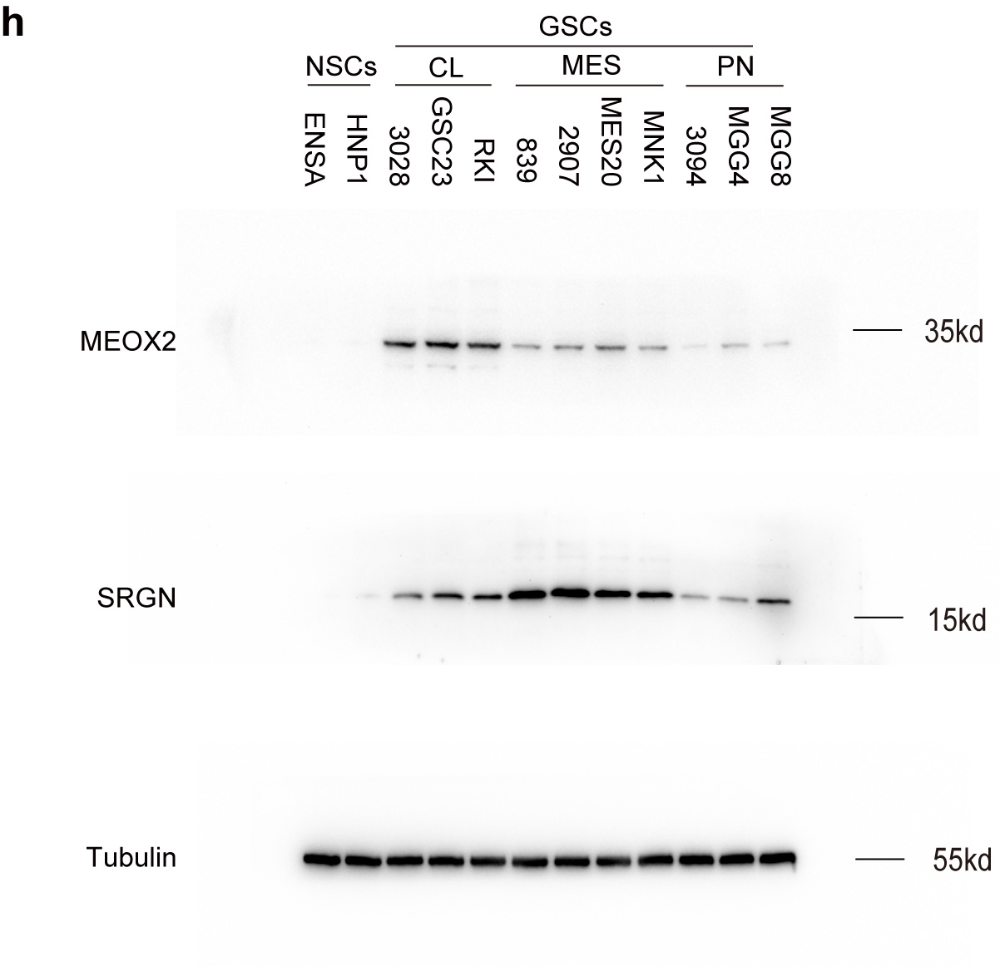 h
GSCs
NSCs CL MES PN
ENSA HNP1 3028 GSC23 RKI 839 2907 MES20 MNK1 3094 MGG4 MGG8
MEOX2 35kd
SRGN 15kd
Tubulin 55kd